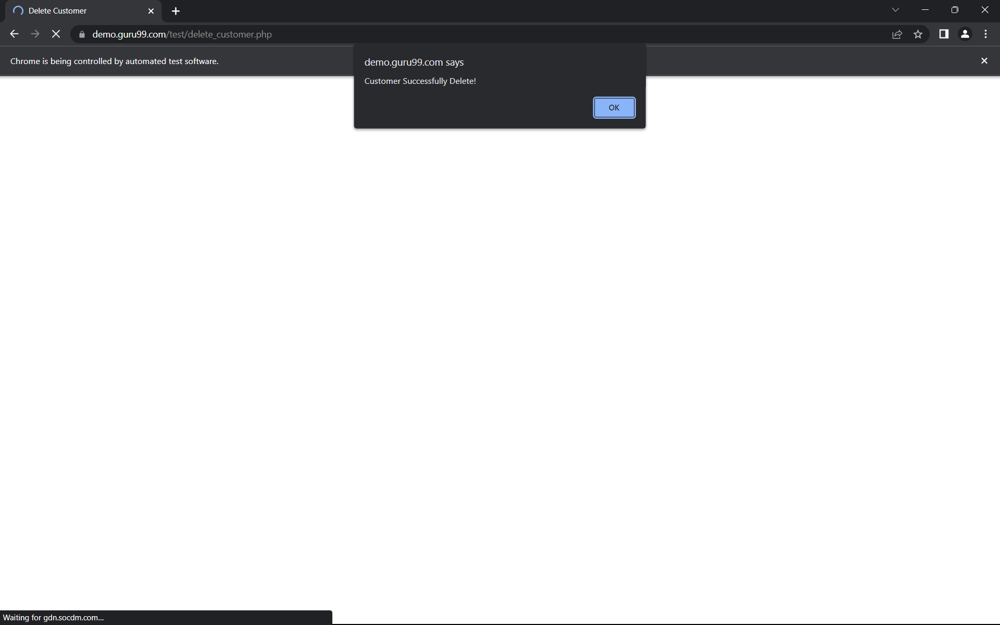 Delete Customer
demo.guru99.com/test/delete_customer.php
Chrome is being controlled by automated test software.
demo.guru99.com says
Customer Successfully Delete!
OK
Waiting for gdn.socdm.com...